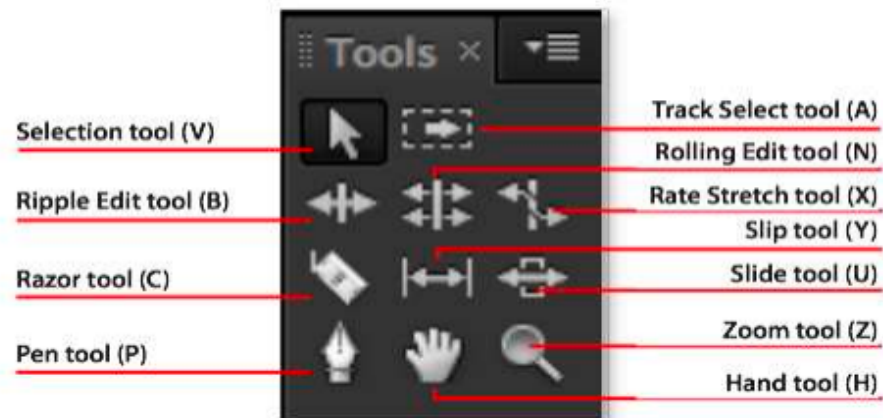 Tools ×
Selection tool (V)
Ripple Edit tool (B)
Razor tool (C)
Pen tool (P)
Track Select tool (A)
Rolling Edit tool (N)
Rate Stretch tool (X)
Slip tool (Y)
Slide tool (U)
Zoom tool (Z)
Hand tool (H)